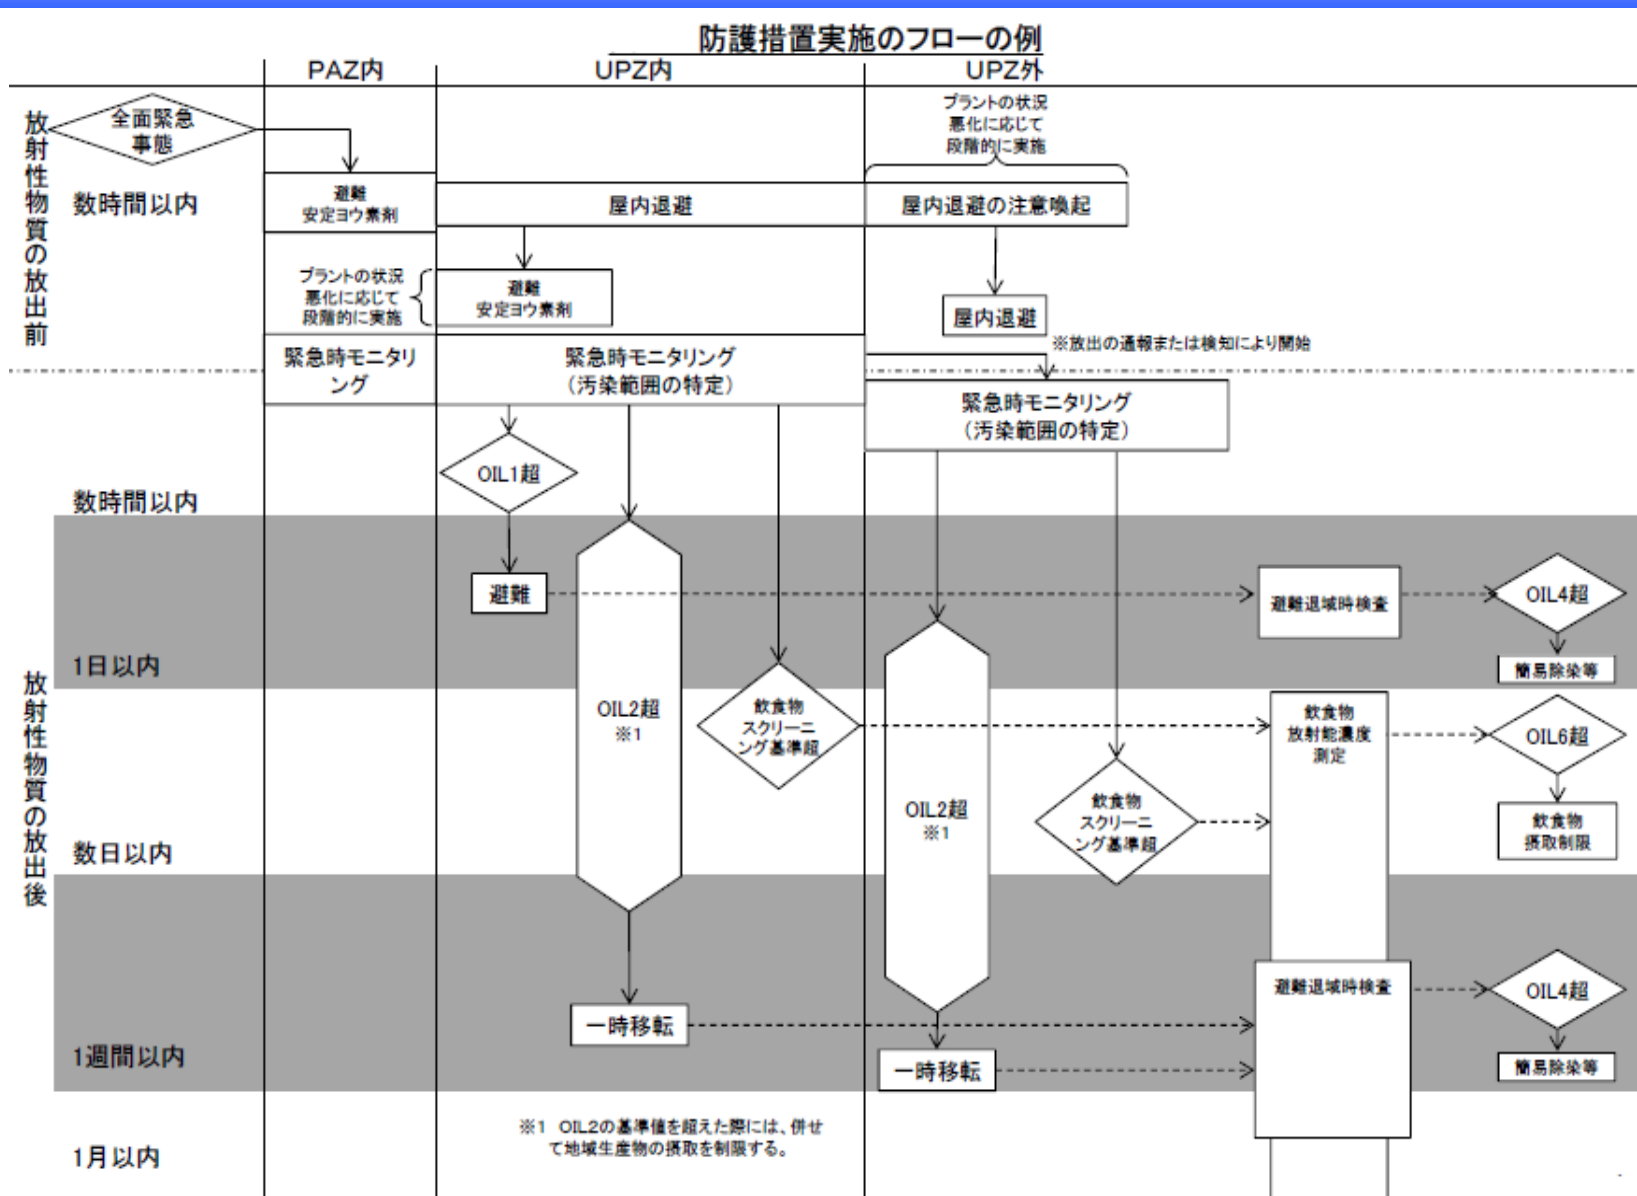 防護措置実施のフローの例
PAZ内
UPZ内
UPZ外
放射性物質の放出前
全面緊急
事態
プラントの状況
悪化に応じて
段階的に実施
数時間以内
避難
安定ヨウ素剤
屋内退避
屋内退避の注意喚起
プラントの状況
悪化に応じて
段階的に実施
避難
安定ヨウ素剤
屋内退避
※放出の通報または検知により開始
緊急時モニタリ
ング
緊急時モニタリング
（汚染範囲の特定）
緊急時モニタリング
（汚染範囲の特定）
放射性物質の放出後
OIL1超
数時間以内
避難
避難退域時検査
OIL4超
簡易除染等
1日以内
OIL2超
※1
飲食物
スクリーニ
ング基準超
飲食物
放射能濃度
測定
OIL6超
OIL2超
※1
飲食物
スクリーニ
ング基準超
飲食物
摂取制限
数日以内
避難退域時検査
OIL4超
一時移転
1週間以内
一時移転
簡易除染等
※1 OIL2の基準値を超えた際には、併せ
て地域生産物の摂取を制限する。
1月以内